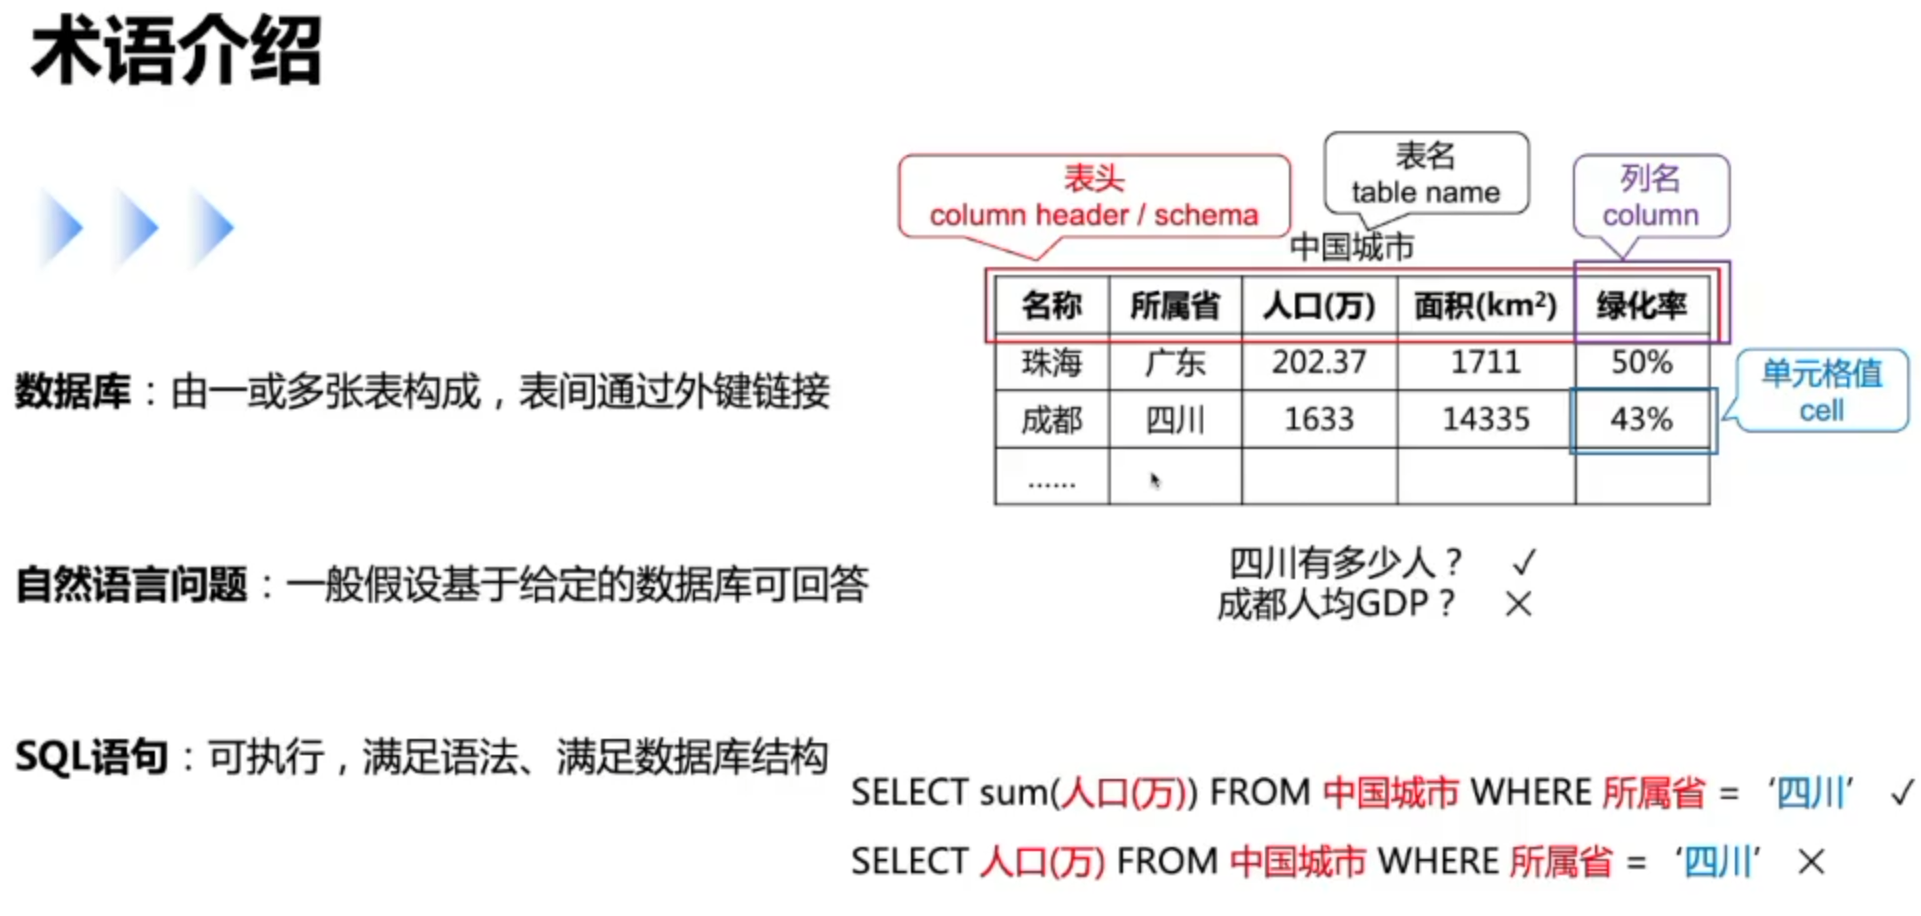 术语介绍
表头
column header / schema
表名
table name
列名
column
中国城市
名称 所属省 人口(万) 面积(km²) 绿化率
珠海 广东 202.37 1711 50%
成都 四川 1633 14335 43%
......
单元格值
cell
数据库：由一或多张表构成，表间通过外键链接
自然语言问题：一般假设基于给定的数据库可回答
四川有多少人？ ✓
成都人均GDP？ ×
SQL语句：可执行，满足语法、满足数据库结构
SELECT sum(人口(万)) FROM 中国城市 WHERE 所属省 = ‘四川’ ✓
SELECT 人口(万) FROM 中国城市 WHERE 所属省 = ‘四川’ ×